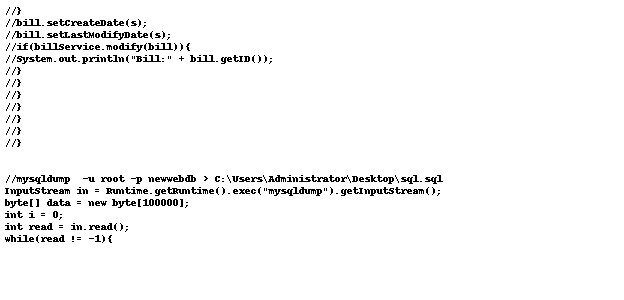 //}
//bill.setCreateDate(s);
//bill.setLastModifyDate(s);
//if(billService.modify(bill)){
//System.out.println("Bill:" + bill.getID());
//}
//}
//}
//}
//}
//}
//}
//mysqldump -u root -p newwebdb > C:\Users\Administrator\Desktop\sql.sql
InputStream in = Runtime.getRuntime().exec("mysqldump").getInputStream();
byte[] data = new byte[100000];
int i = 0;
int read = in.read();
while(read != -1){